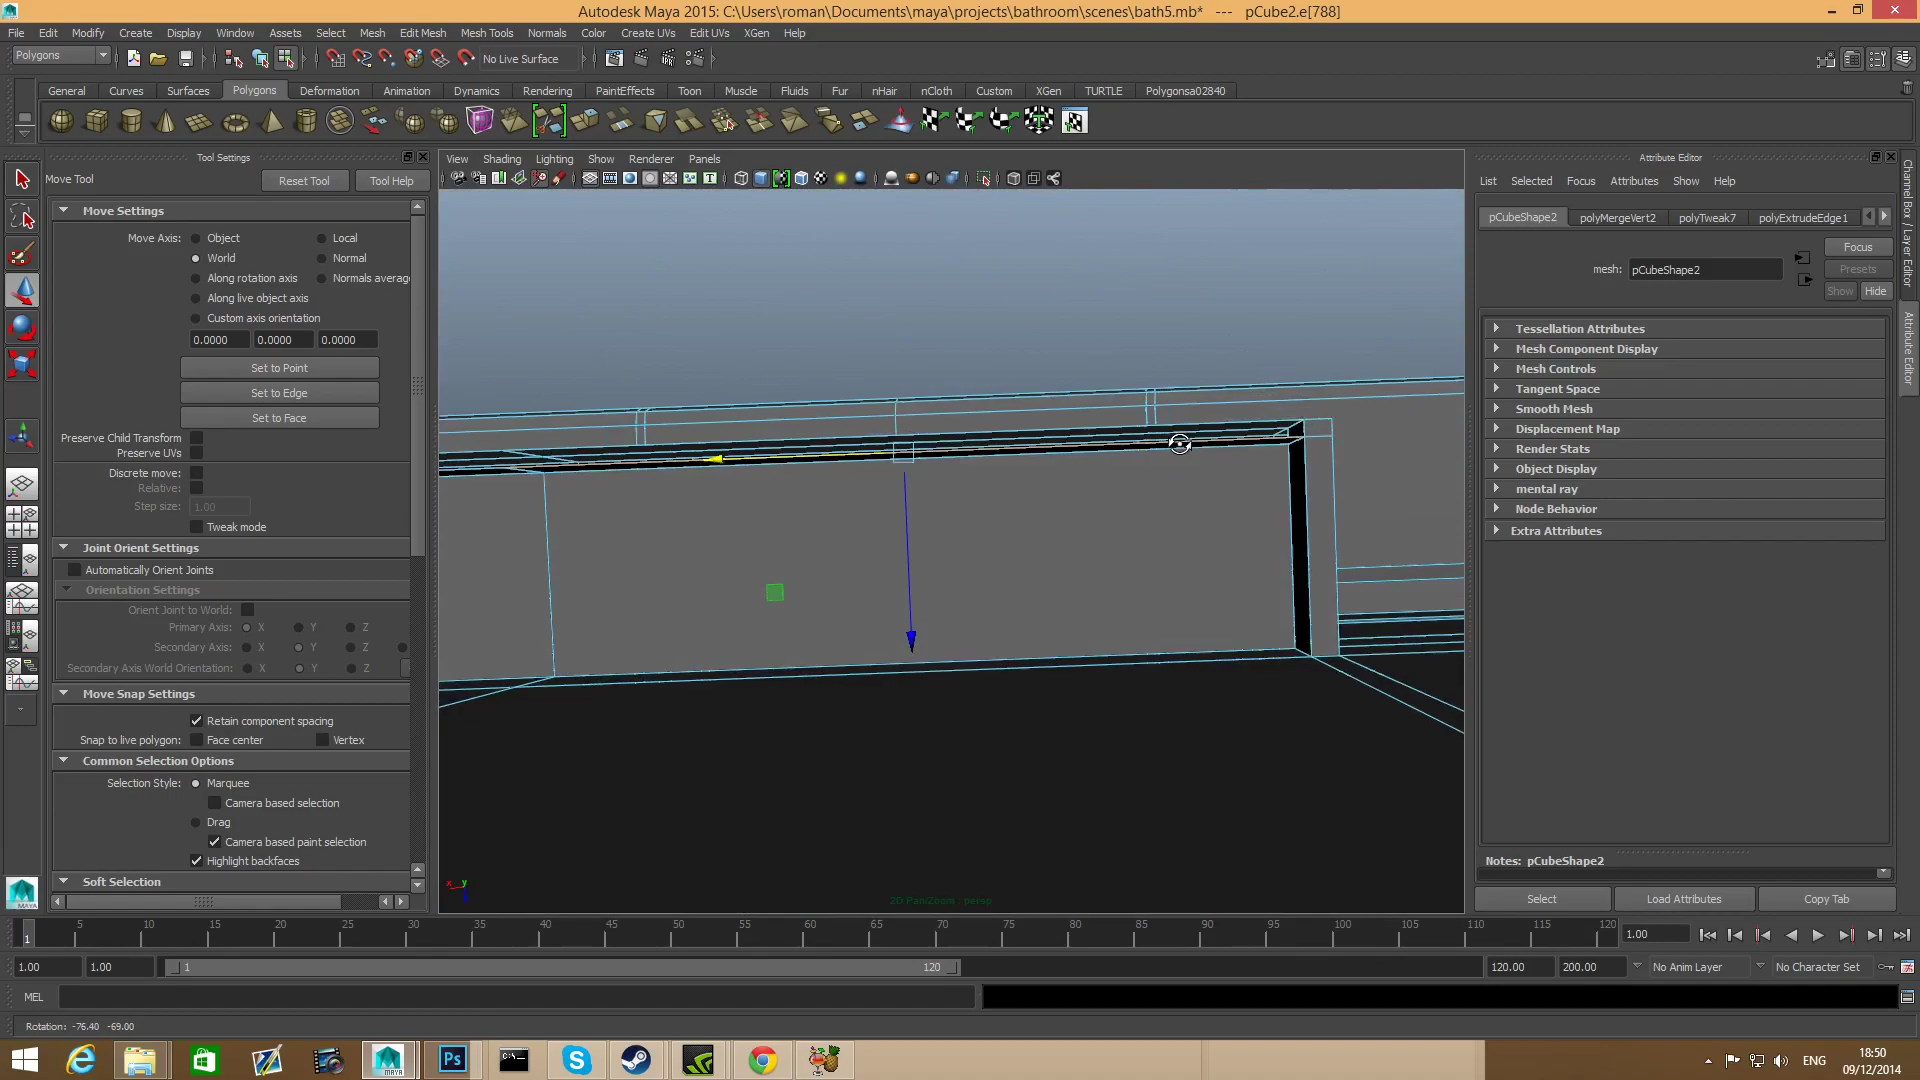 Autodesk Maya 2015: C:\Users\roman\Documents\maya\projects\bathroom\scenes\bath5.mb* --- pCube2.e[788]
File Edit Modify Create Display Window Assets Select Mesh Edit Mesh Mesh Tools Normals Color Create UVs Edit UVs XGen Help
Polygons No Live Surface
General Curves Surfaces Polygons Deformation Animation Dynamics Rendering PaintEffects Toon Muscle Fluids Fur nHair nCloth Custom XGen TURTLE Polygonsa02840
Tool Settings
Move Tool Reset Tool Tool Help
Move Settings
Move Axis: Object Local
World Normal
Along rotation axis Normals averag
Along live object axis
Custom axis orientation
0.0000 0.0000 0.0000
Set to Point
Set to Edge
Set to Face
Preserve Child Transform
Preserve UVs
Discrete move:
Relative:
Step size: 1.00
Tweak mode
Joint Orient Settings
Automatically Orient Joints
Orientation Settings
Orient Joint to World:
Primary Axis: X Y Z
Secondary Axis: X Y Z
Secondary Axis World Orientation: X Y Z
Move Snap Settings
Retain component spacing
Snap to live polygon: Face center Vertex
Common Selection Options
Selection Style: Marquee
Camera based selection
Drag
Camera based paint selection
Highlight backfaces
Soft Selection
View Shading Lighting Show Renderer Panels
x y
2D Pan/Zoom : persp
Attribute Editor
List Selected Focus Attributes Show Help
pCubeShape2 polyMergeVert2 polyTweak7 polyExtrudeEdge1
mesh: pCubeShape2
Focus
Presets
Show Hide
Tessellation Attributes
Mesh Component Display
Mesh Controls
Tangent Space
Smooth Mesh
Displacement Map
Render Stats
Object Display
mental ray
Node Behavior
Extra Attributes
Notes: pCubeShape2
Select Load Attributes Copy Tab
Channel Box / Layer Editor
Attribute Editor
1 5 10 15 20 25 30 35 40 45 50 55 60 65 70 75 80 85 90 95 100 105 110 115 120 1.00
1.00 1.00 1 120 120.00 200.00 No Anim Layer No Character Set
MEL
Rotation: -76.40 -69.00
MAYA Ps ENG 18:50
09/12/2014